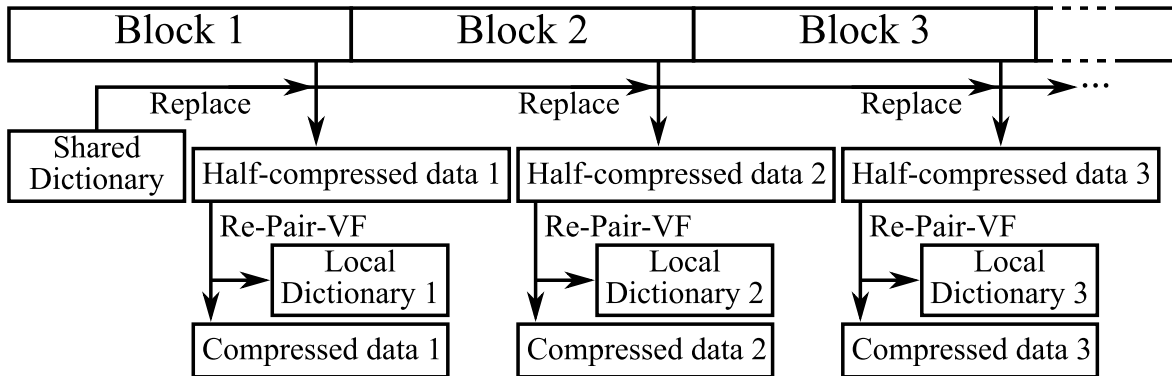 Block 1 Block 2 Block 3
Replace Replace Replace ...
Shared
Dictionary
Half-compressed data 1 Half-compressed data 2 Half-compressed data 3
Re-Pair-VF Re-Pair-VF Re-Pair-VF
Local
Dictionary 1
Local
Dictionary 2
Local
Dictionary 3
Compressed data 1 Compressed data 2 Compressed data 3